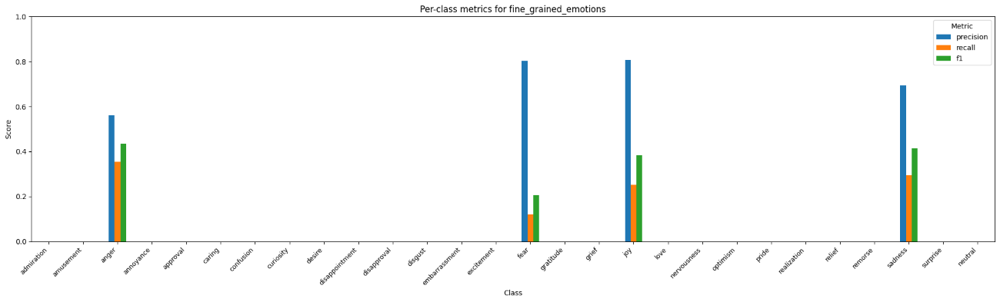 Per-class metrics for fine_grained_emotions
1.0
0.8
0.6
0.4
0.2
0.0
Score
Metric
precision
recall
f1
admiration
amusement
anger
annoyance
approval
caring
confusion
curiosity
desire
disappointment
disapproval
disgust
embarrassment
excitement
fear
gratitude
grief
joy
love
nervousness
optimism
pride
realization
relief
remorse
sadness
surprise
neutral
Class